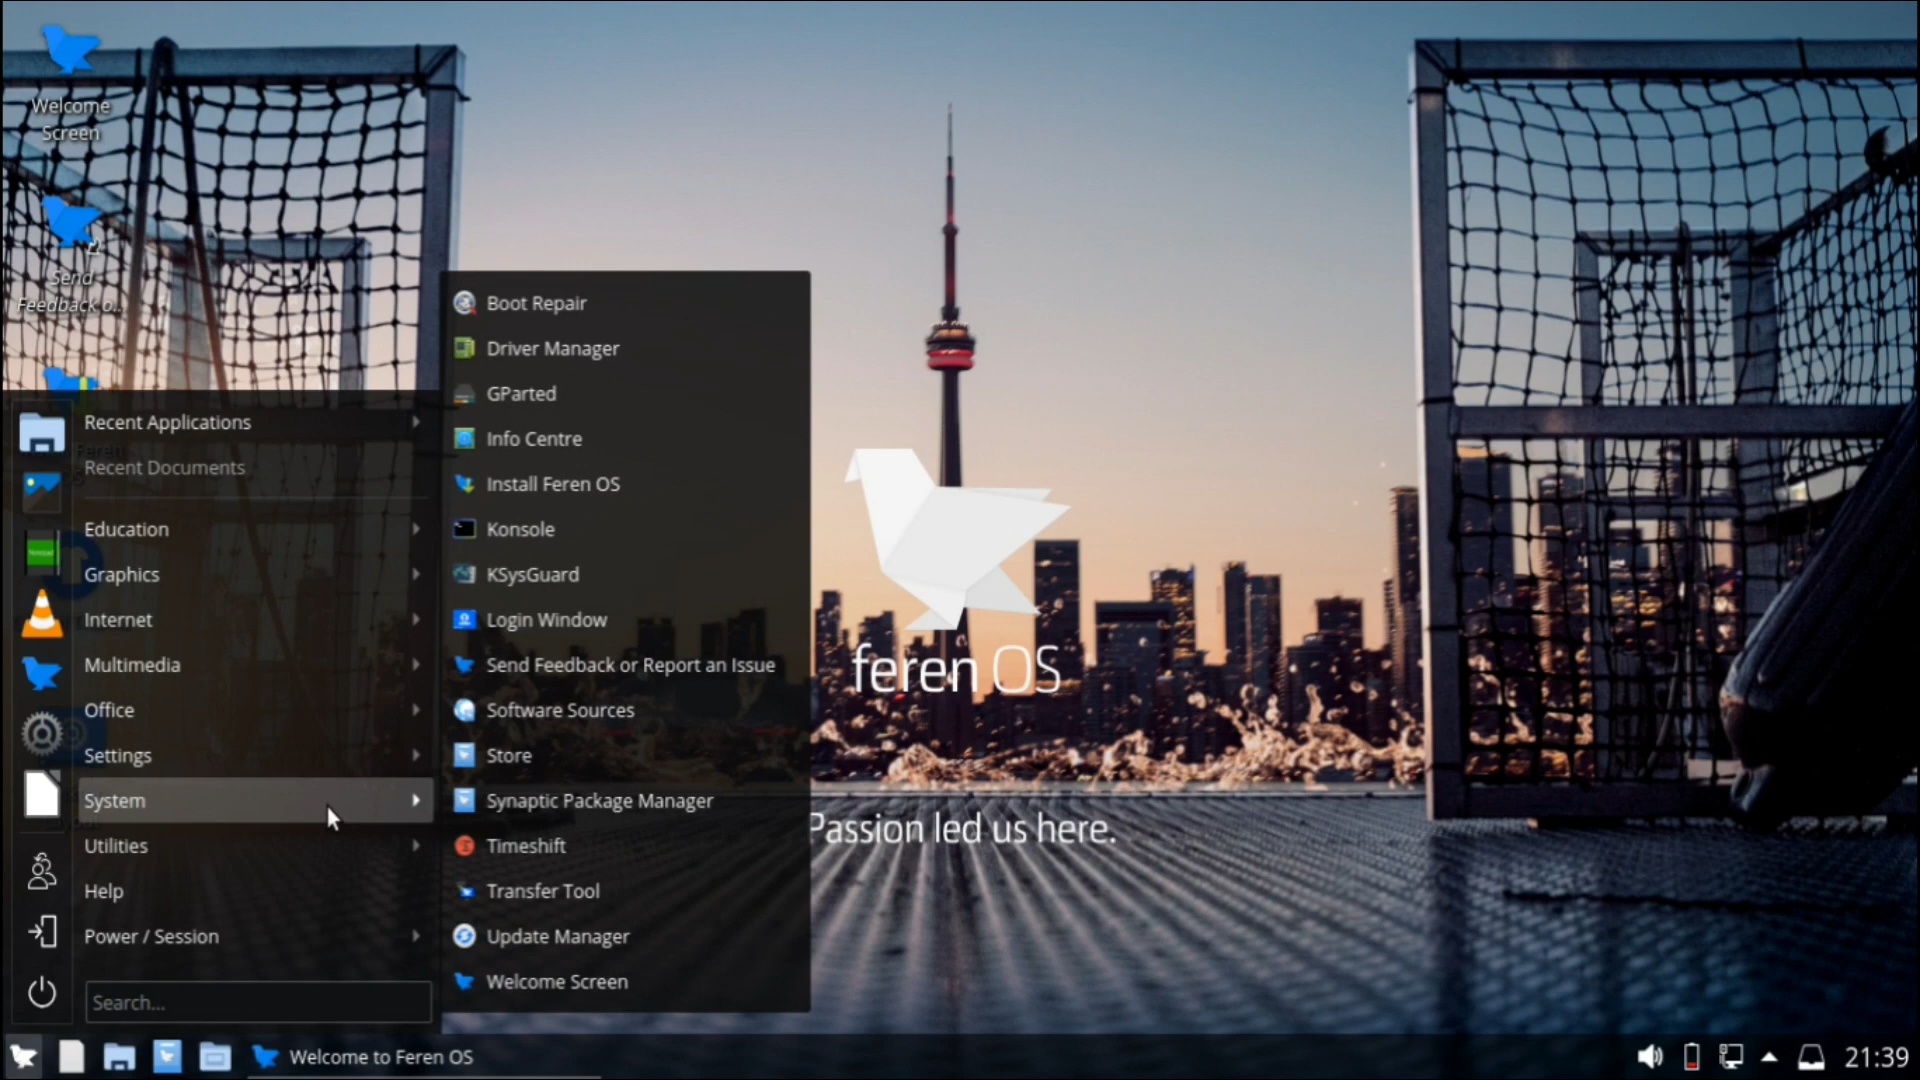 Welcome
Screen
Send
Feedback o...
Recent Applications
Recent Documents
Education
Graphics
Internet
Multimedia
Office
Settings
System
Utilities
Help
Power / Session
Search...
Boot Repair
Driver Manager
GParted
Info Centre
Install Feren OS
Konsole
KSysGuard
Login Window
Send Feedback or Report an Issue
Software Sources
Store
Synaptic Package Manager
Timeshift
Transfer Tool
Update Manager
Welcome Screen
feren OS
Passion led us here.
Welcome to Feren OS
21:39